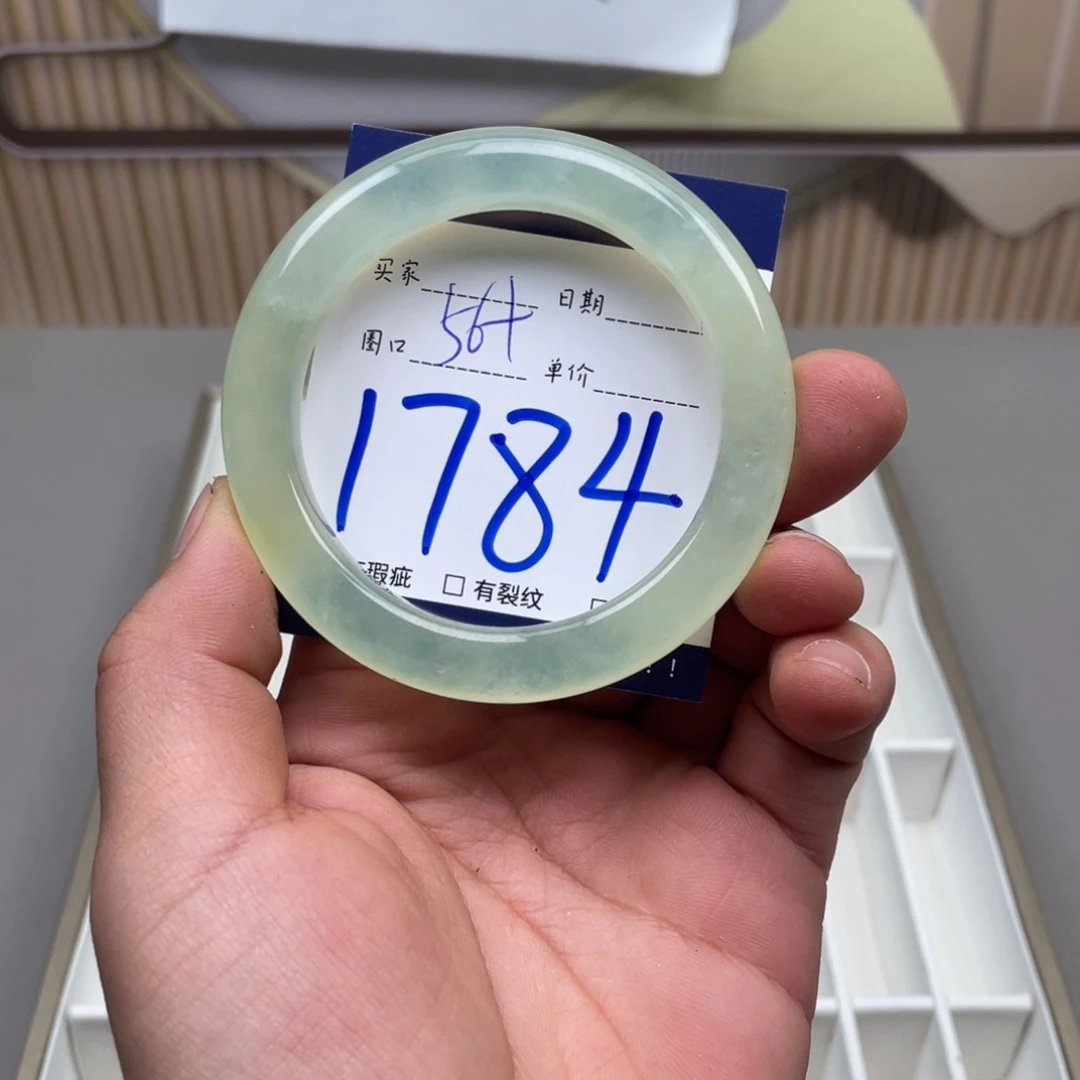 买家 日期
圈口 56+ 单价
1784
瑕疵 □ 有裂纹
!!